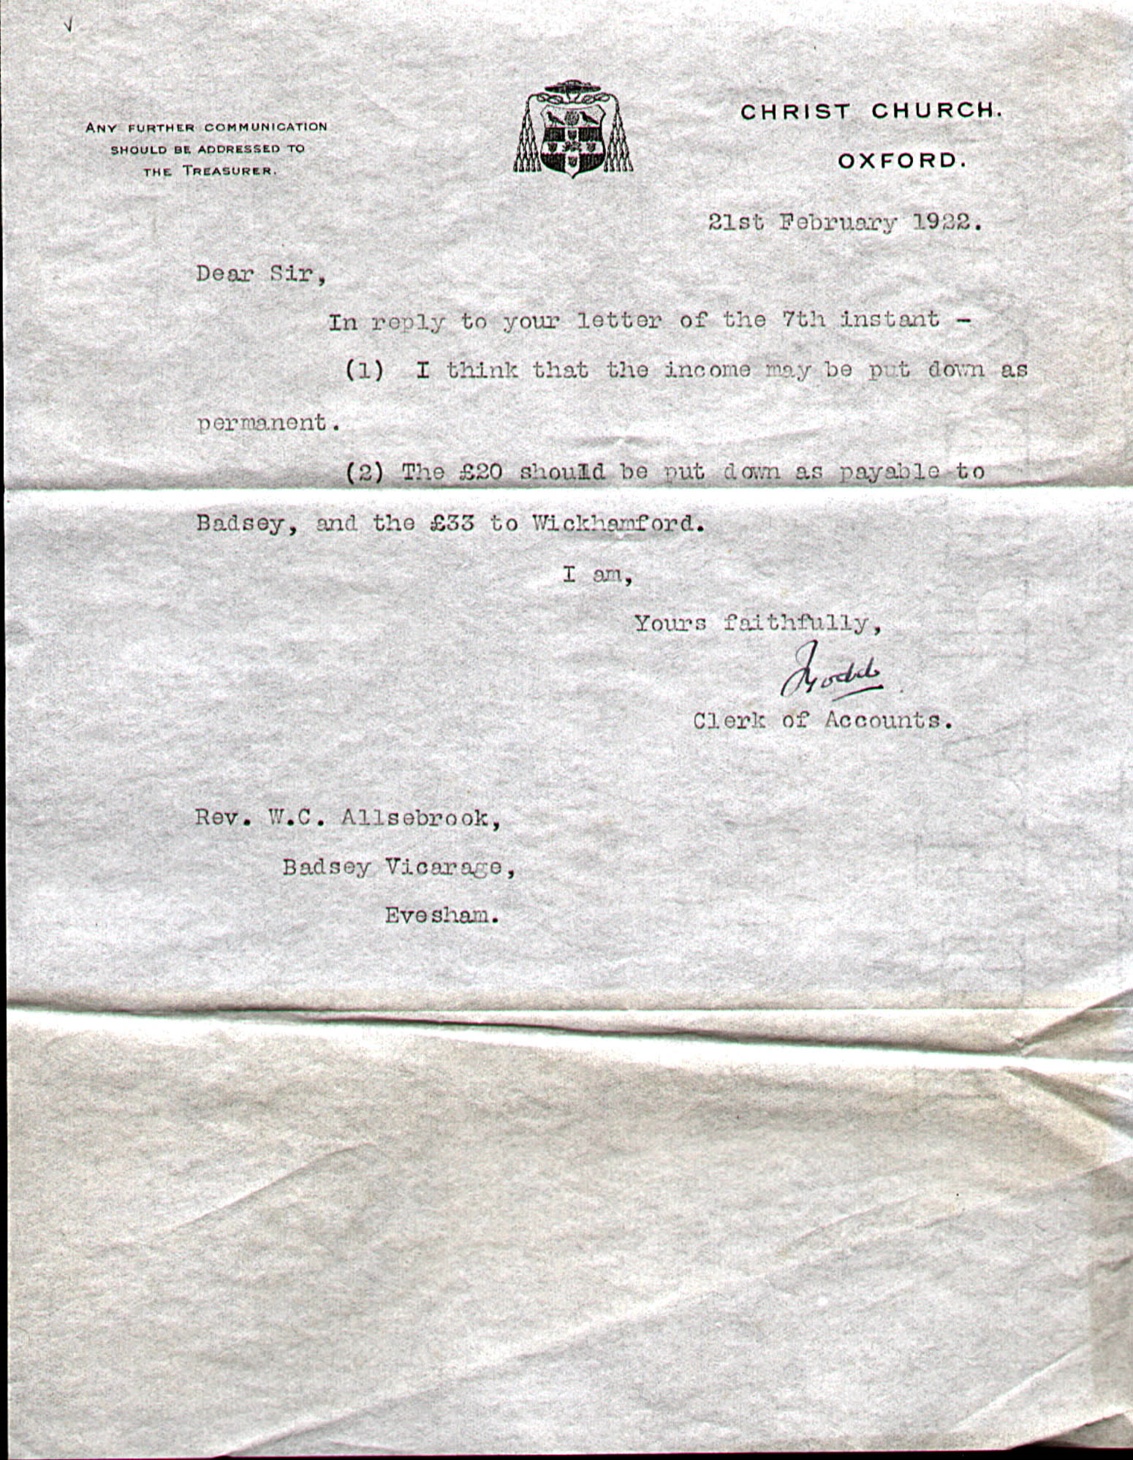 ANY FURTHER COMMUNICATION
SHOULD BE ADDRESSED TO
THE TREASURER.
CHRIST CHURCH.
OXFORD.
21st February 1922.
Dear Sir,
In reply to your letter of the 7th instant -
(1) I think that the income may be put down as
permanent.
(2) The £20 should be put down as payable to
Badsey, and the £33 to Wickhamford.
I am,
Yours faithfully,
Clerk of Accounts.
Rev. W.C. Allsebrook,
Badsey Vicarage,
Evesham.